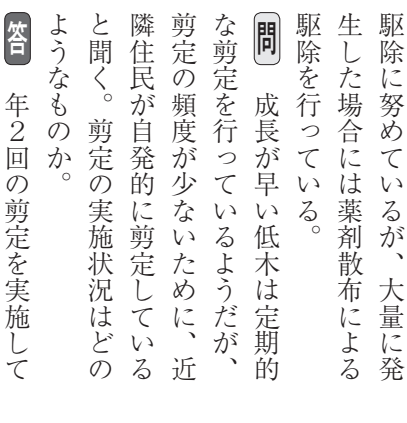 駆除に努めているが、大量に発
生した場合には薬剤散布による
駆除を行っている。
問　成長が早い低木は定期的
な剪定を行っているようだが、
剪定の頻度が少ないために、近
隣住民が自発的に剪定している
と聞く。剪定の実施状況はどの
ようなものか。
答　年２回の剪定を実施して